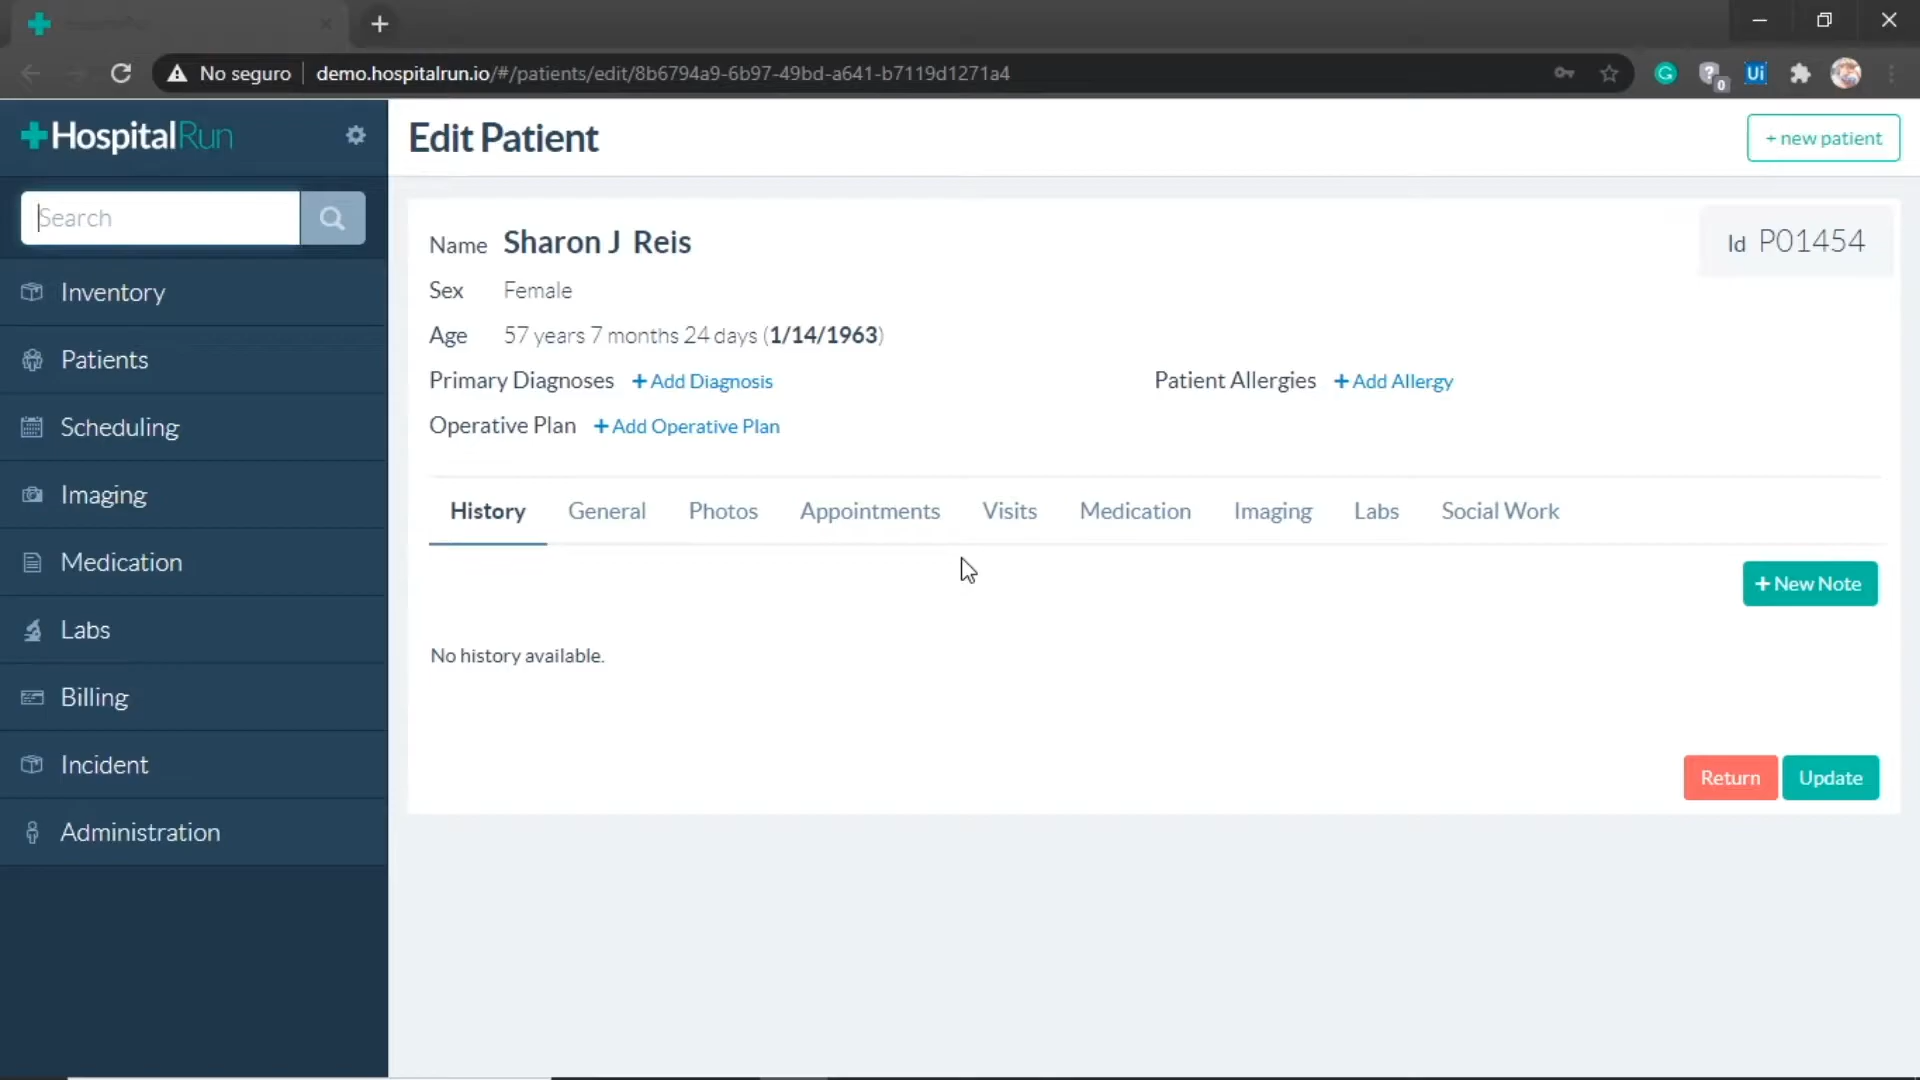 No seguro demo.hospitalrun.io/#/patients/edit/8b6794a9-6b97-49bd-a641-b7119d1271a4
0
Ui
HospitalRun
Search
Inventory
Patients
Scheduling
Imaging
Medication
Labs
Billing
Incident
Administration
Edit Patient
+ new patient
Name Sharon J Reis
Id P01454
Sex Female
Age 57 years 7 months 24 days (1/14/1963)
Primary Diagnoses +Add Diagnosis
Patient Allergies +Add Allergy
Operative Plan +Add Operative Plan
History General Photos Appointments Visits Medication Imaging Labs Social Work
+New Note
No history available.
Return Update